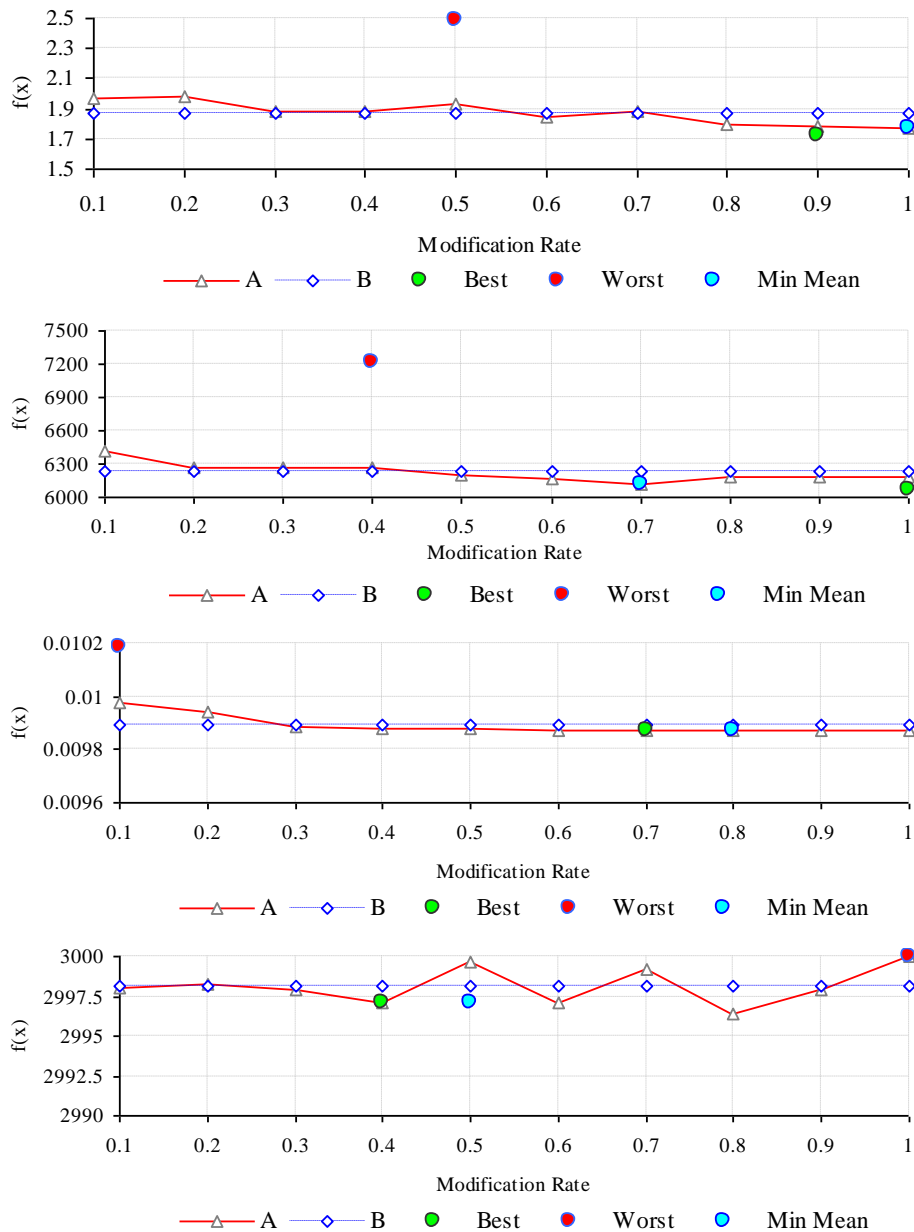 2.5
2.3
2.1
1.9
1.7
1.5
f(x)
0.1 0.2 0.3 0.4 0.5 0.6 0.7 0.8 0.9 1
Modification Rate
A B Best Worst Min Mean
7500
7200
6900
6600
6300
6000
f(x)
0.1 0.2 0.3 0.4 0.5 0.6 0.7 0.8 0.9 1
Modification Rate
A B Best Worst Min Mean
0.0102
0.01
0.0098
0.0096
f(x)
0.1 0.2 0.3 0.4 0.5 0.6 0.7 0.8 0.9 1
Modification Rate
A B Best Worst Min Mean
3000
2997.5
2995
2992.5
2990
f(x)
0.1 0.2 0.3 0.4 0.5 0.6 0.7 0.8 0.9 1
Modification Rate
A B Best Worst Min Mean